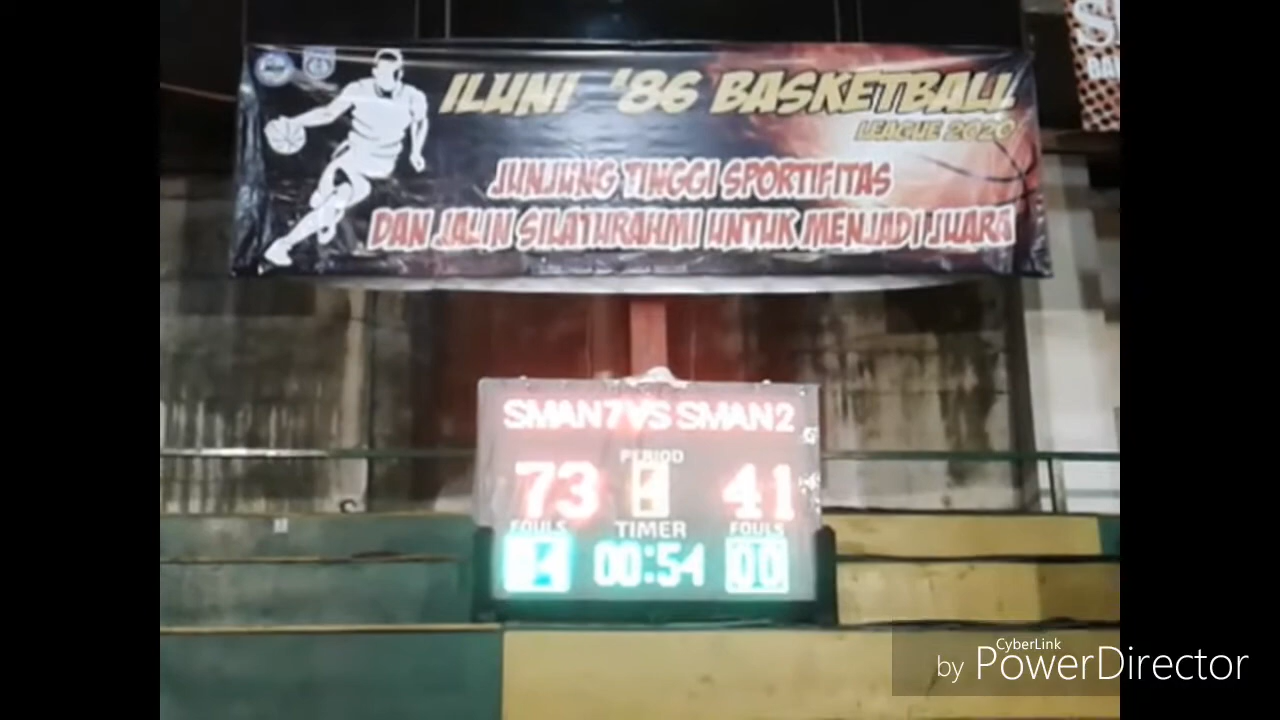 ILUNI '86 BASKETBALL
LEAGUE 2020
JUNJUNG TINGGI SPORTIFITAS
DAN JALIN SILATURAHMI UNTUK MENJADI JUARA
SMAN 7 VS SMAN 2
PERIOD
73 41
FOULS TIMER FOULS
00:54 00
CyberLink
by PowerDirector